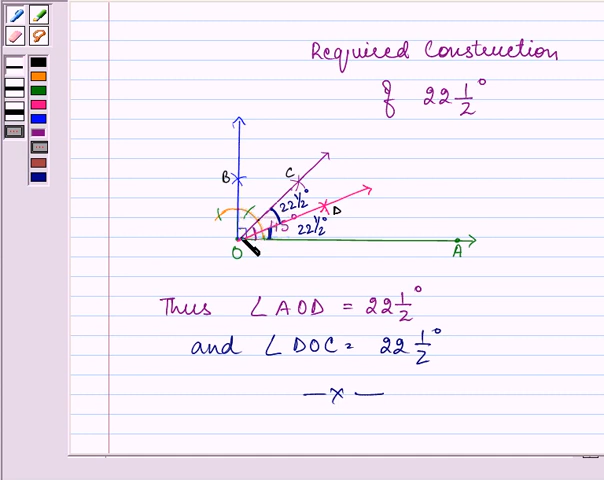 Required Construction
of 22 1/2°
B
C
22 1/2°
D
45°
22 1/2°
O
A
Thus ∠AOD = 22 1/2°
and ∠DOC = 22 1/2°
—x—